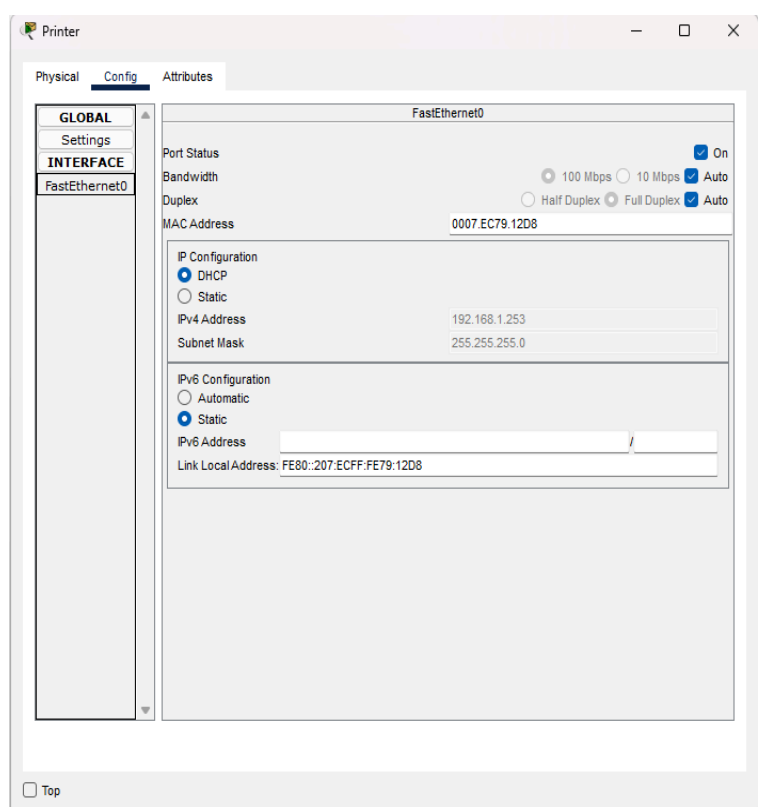 Printer
Physical Config Attributes
GLOBAL
Settings
INTERFACE
FastEthernet0
FastEthernet0
Port Status On
Bandwidth 100 Mbps 10 Mbps Auto
Duplex Half Duplex Full Duplex Auto
MAC Address 0007.EC79.12D8
IP Configuration
DHCP
Static
IPv4 Address 192.168.1.253
Subnet Mask 255.255.255.0
IPv6 Configuration
Automatic
Static
IPv6 Address /
Link Local Address: FE80::207:ECFF:FE79:12D8
Top